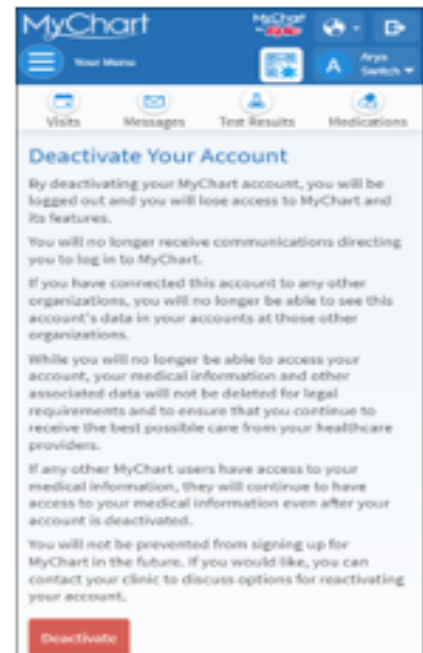 MyChart
MyChart
Your Menu
A
Arya
Switch
Visits Messages Test Results Medications
Deactivate Your Account
By deactivating your MyChart account, you will be
logged out and you will lose access to MyChart and
its features.
You will no longer receive communications directing
you to log in to MyChart.
If you have connected this account to any other
organizations, you will no longer be able to see this
account's data in your accounts at those other
organizations.
While you will no longer be able to access your
account, your medical information and other
associated data will not be deleted for legal
requirements and to ensure that you continue to
receive the best possible care from your healthcare
providers.
If any other MyChart users have access to your
medical information, they will continue to have
access to your medical information even after your
account is deactivated.
You will not be prevented from signing up for
MyChart in the future. If you would like, you can
contact your clinic to discuss options for reactivating
your account.
Deactivate